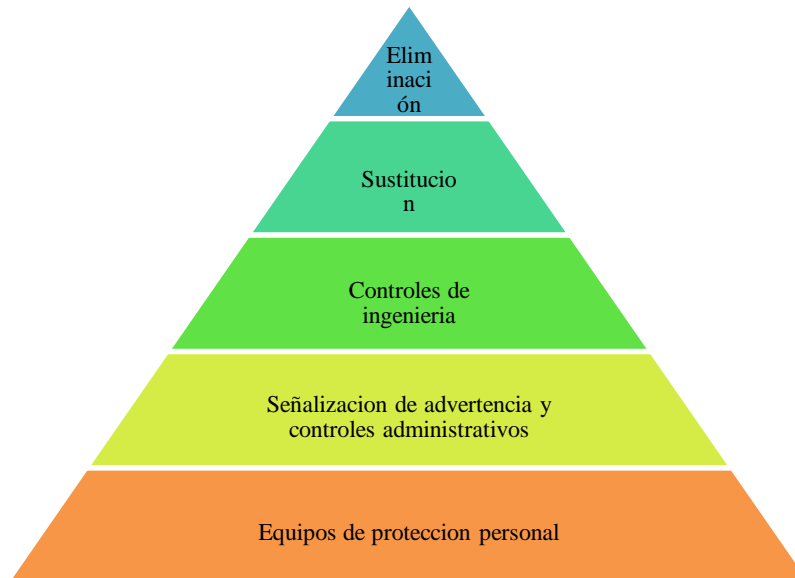 Elim
inaci
ón
Sustitucio
n
Controles de
ingenieria
Señalizacion de advertencia y
controles administrativos
Equipos de proteccion personal